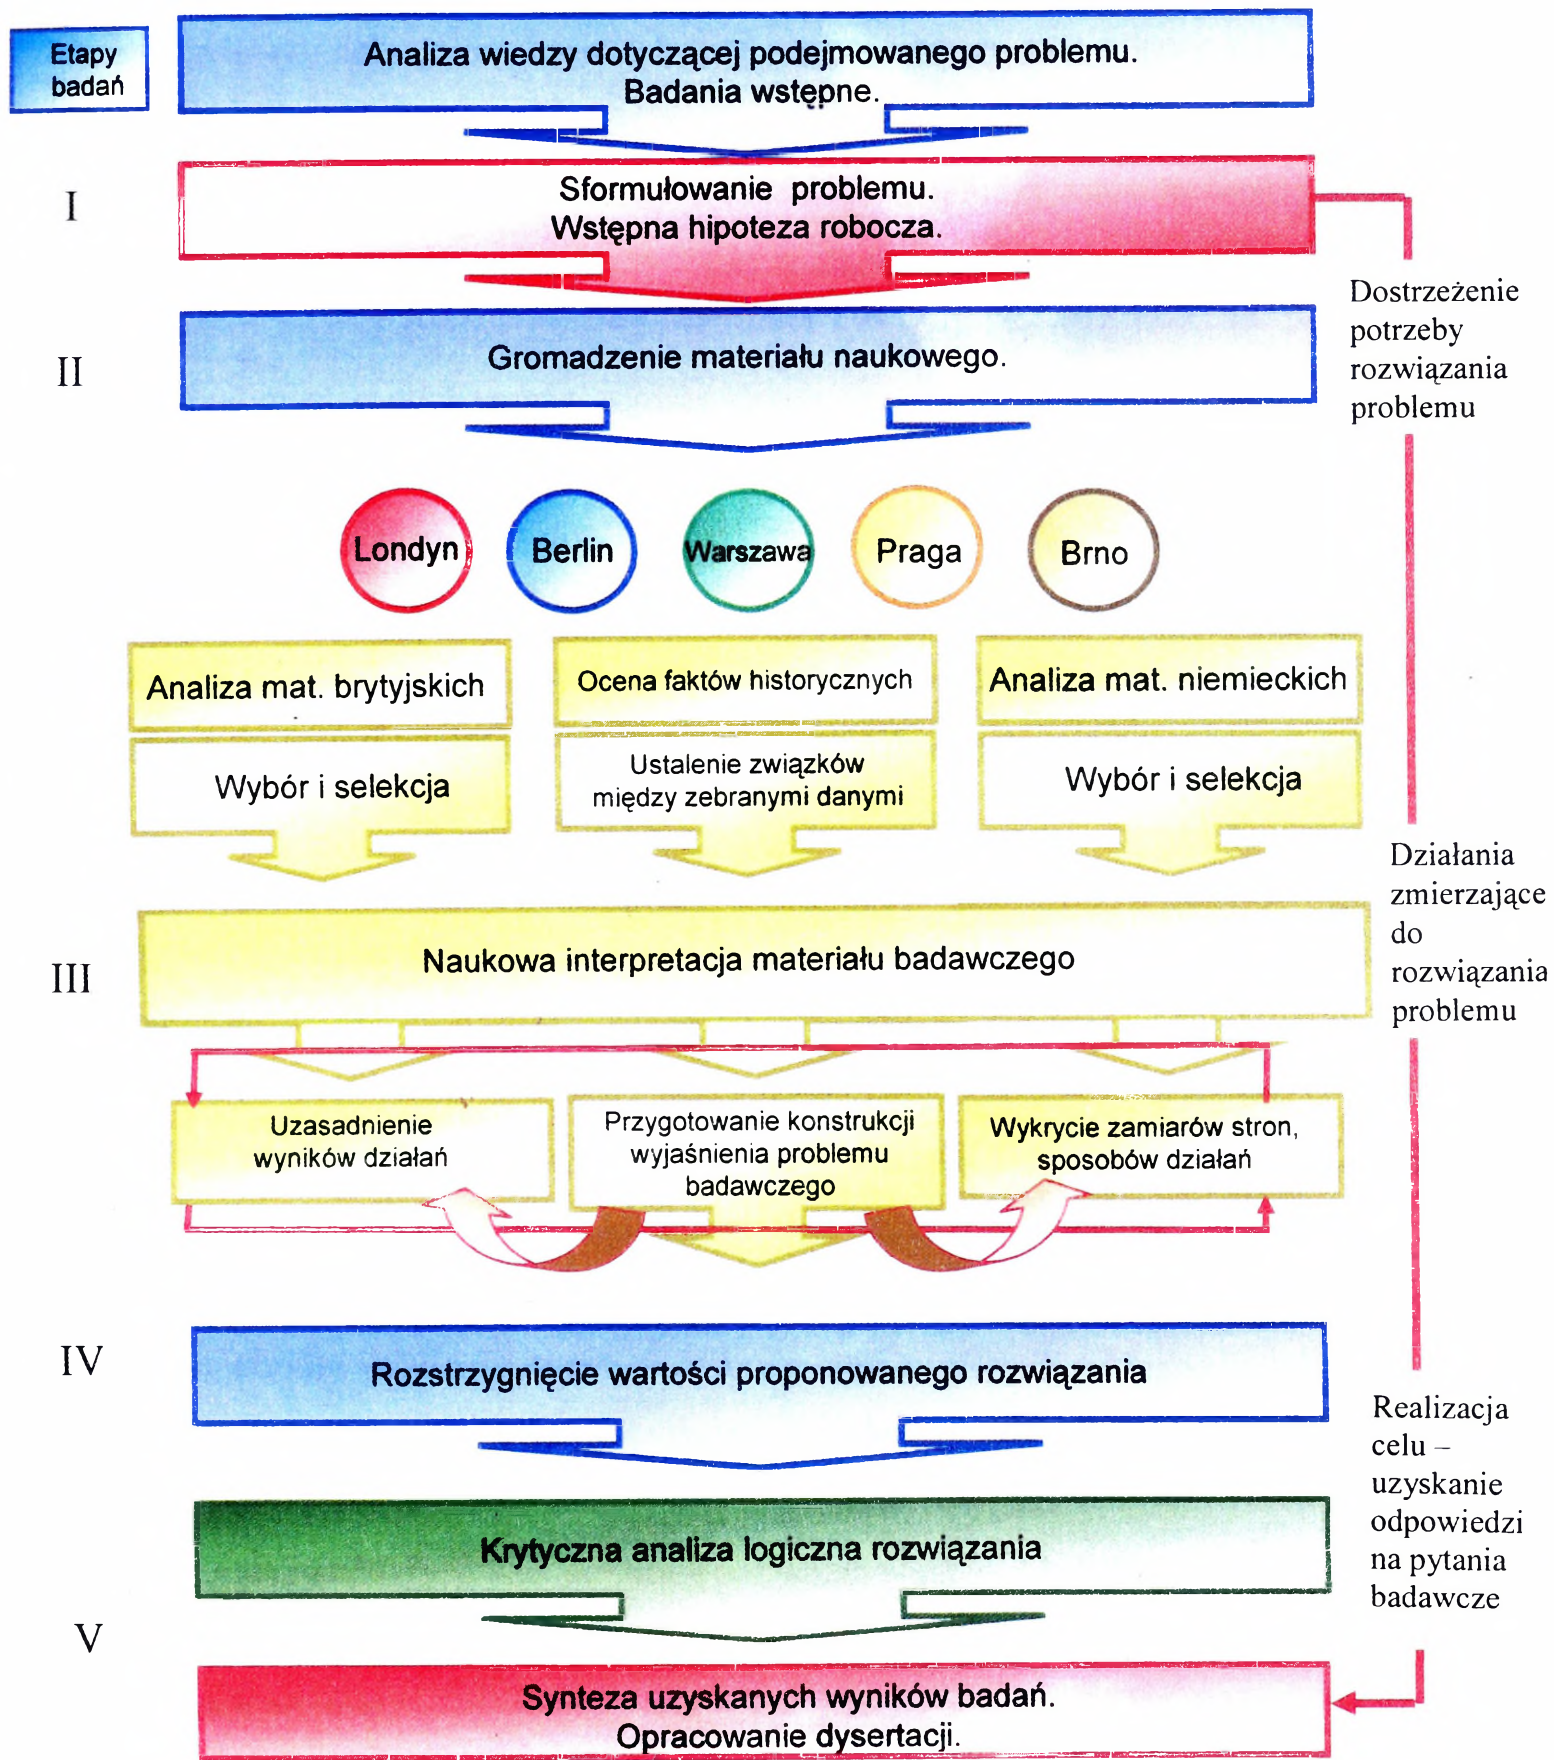 Etapy
badań
Analiza wiedzy dotyczącej podejmowanego problemu.
Badania wstępne.
I
Sformułowanie problemu.
Wstępna hipoteza robocza.
Dostrzeżenie
potrzeby
rozwiązania
problemu
II
Gromadzenie materiału naukowego.
Londyn
Berlin
Warszawa
Praga
Brno
Analiza mat. brytyjskich
Ocena faktów historycznych
Analiza mat. niemieckich
Wybór i selekcja
Ustalenie związków
między zebranymi danymi
Wybór i selekcja
Działania
zmierzające
do
rozwiązania
problemu
III
Naukowa interpretacja materiału badawczego
Uzasadnienie
wyników działań
Przygotowanie konstrukcji
wyjaśnienia problemu
badawczego
Wykrycie zamiarów stron,
sposobów działań
IV
Rozstrzygnięcie wartości proponowanego rozwiązania
Realizacja
celu –
uzyskanie
odpowiedzi
na pytania
badawcze
Krytyczna analiza logiczna rozwiązania
V
Synteza uzyskanych wyników badań.
Opracowanie dysertacji.